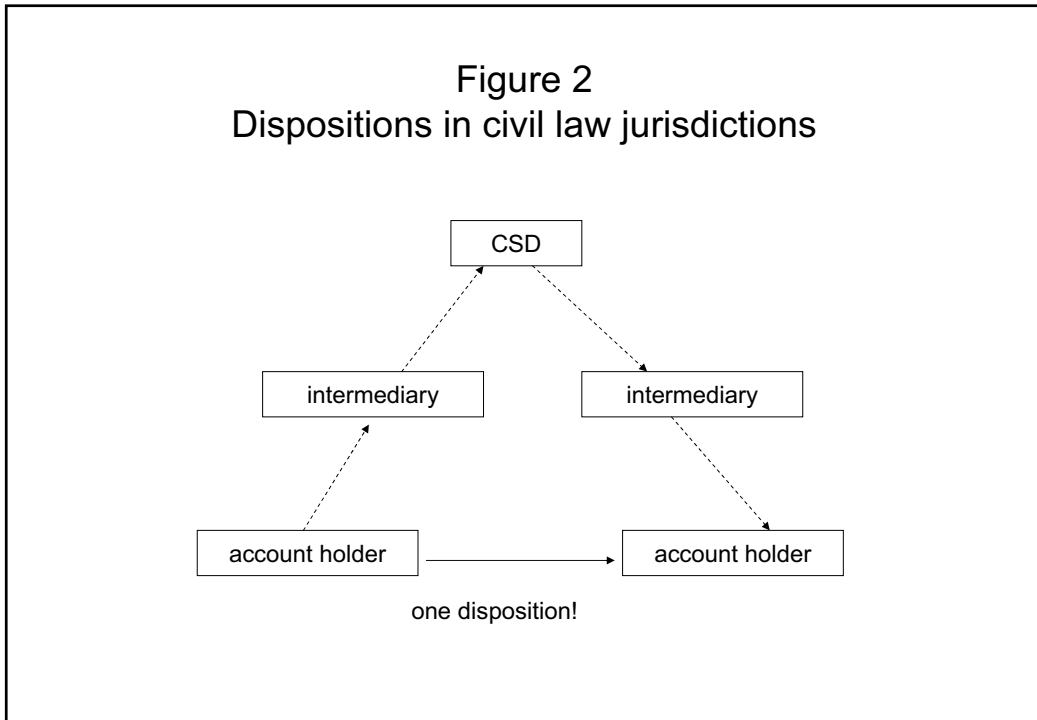 Figure 2
Dispositions in civil law jurisdictions
CSD
intermediary
intermediary
account holder
account holder
one disposition!